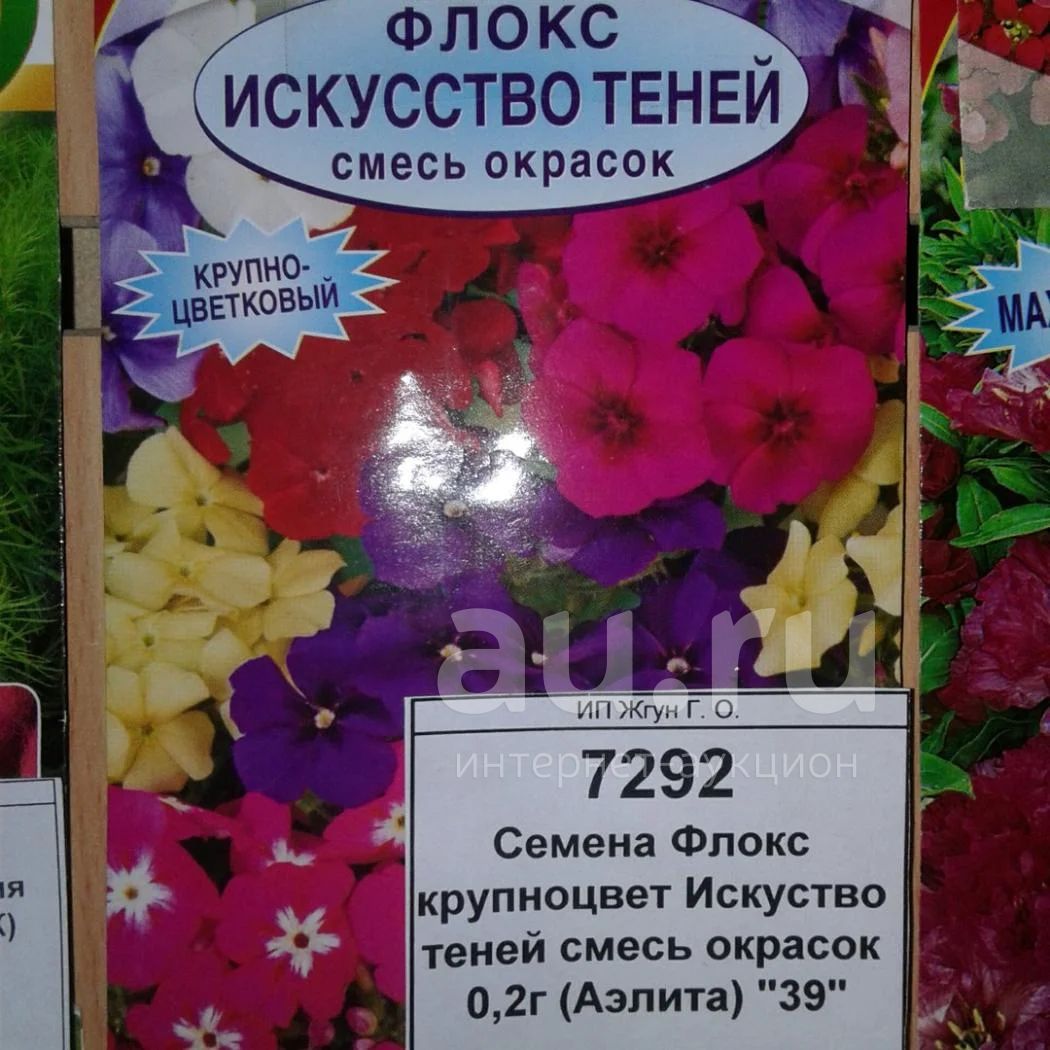 ФЛОКС
ИСКУССТВО ТЕНЕЙ
смесь окрасок
КРУПНО-
ЦВЕТКОВЫЙ
au.ru
интернет-аукцион
ИП Жгун Г. О.
7292
Семена Флокс
крупноцвет Искуство
теней смесь окрасок
0,2г (Аэлита) "39"